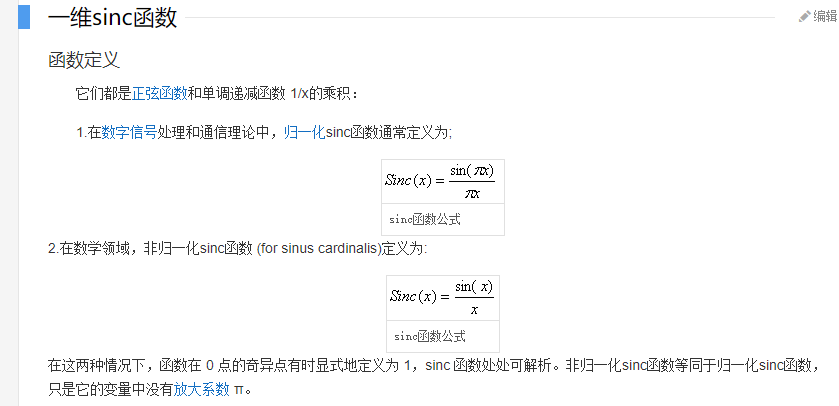 一维sinc函数
编辑
函数定义
它们都是正弦函数和单调递减函数 1/x的乘积：
1.在数字信号处理和通信理论中，归一化sinc函数通常定义为;
Sinc(x) = sin(πx) / πx
sinc函数公式
2.在数学领域，非归一化sinc函数 (for sinus cardinalis)定义为:
Sinc(x) = sin( x) / x
sinc函数公式
在这两种情况下，函数在 0 点的奇异点有时显式地定义为 1，sinc 函数处处可解析。非归一化sinc函数等同于归一化sinc函数，
只是它的变量中没有放大系数 π。